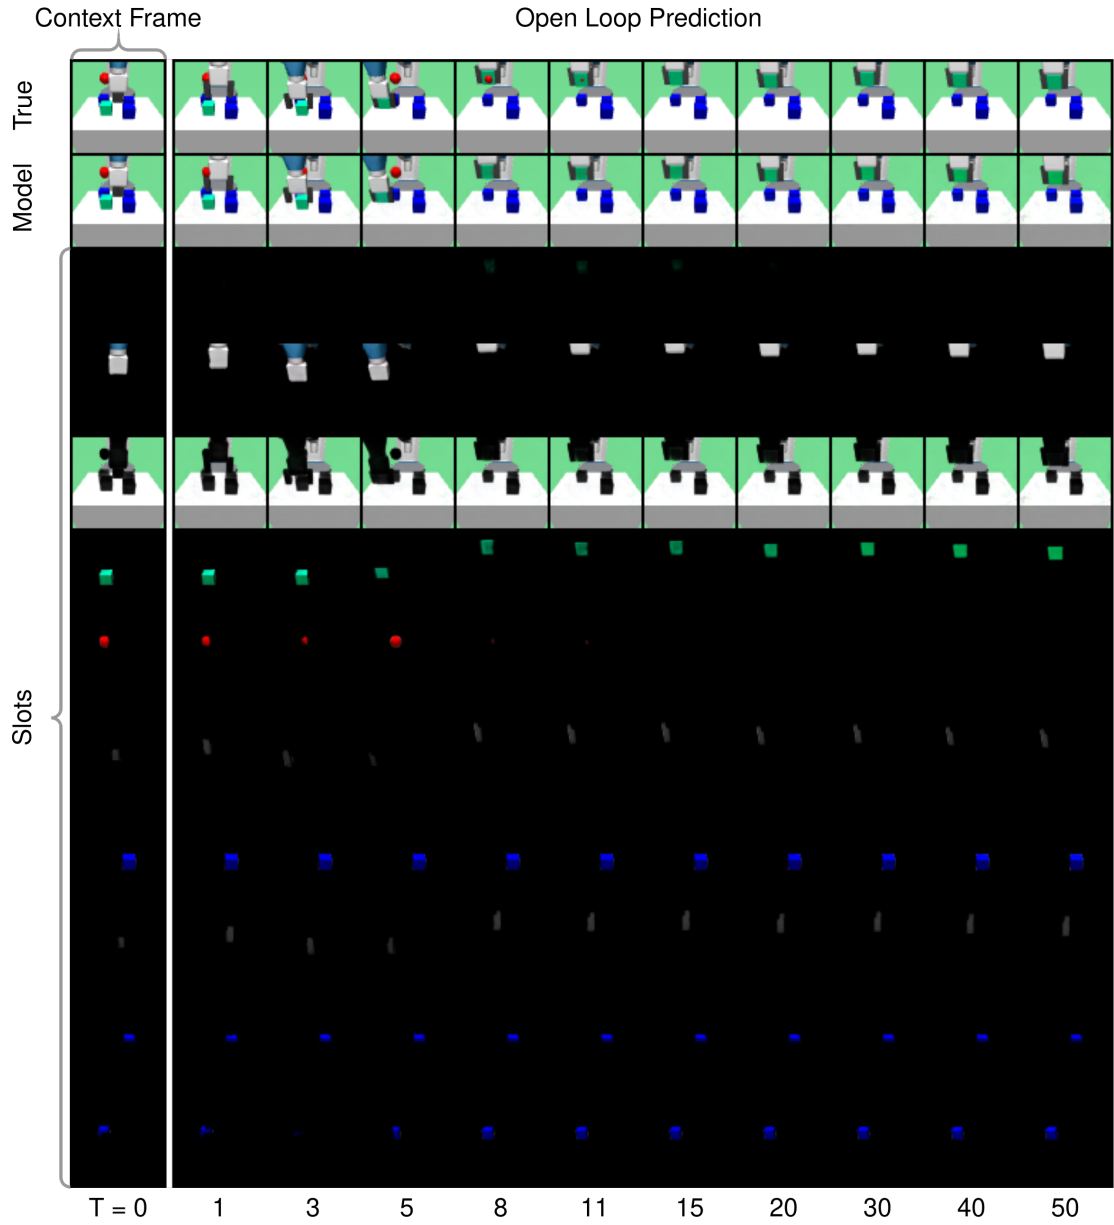 Context Frame
Open Loop Prediction
True
Model
Slots
T = 0 1 3 5 8 11 15 20 30 40 50